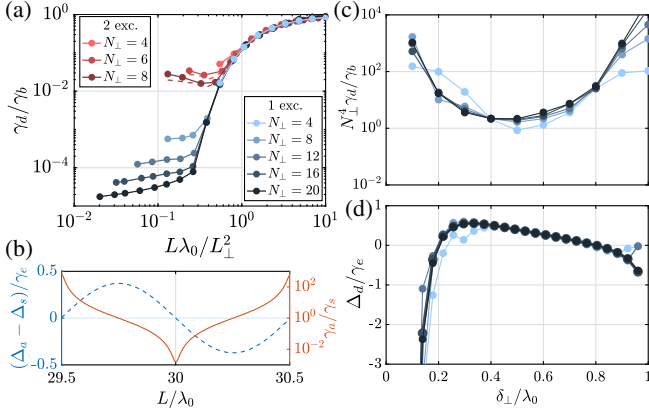 (a)
γ_d/γ_b
10^0
10^-2
10^-4
2 exc.
N_⊥ = 4
N_⊥ = 6
N_⊥ = 8
1 exc.
N_⊥ = 4
N_⊥ = 8
N_⊥ = 12
N_⊥ = 16
N_⊥ = 20
10^-2 10^-1 10^0 10^1
Lλ_0/L_⊥^2
(b)
(Δ_a − Δ_s)/γ_e
0.5
0
-0.5
10^2
10^0
10^-2
γ_a/γ_s
29.5 30 30.5
L/λ_0
(c)
N_⊥^4 γ_d/γ_b
10^4
10^2
10^0
10^-2
(d)
Δ_d/γ_e
1
0
-1
-2
-3
0 0.2 0.4 0.6 0.8 1
δ_⊥/λ_0